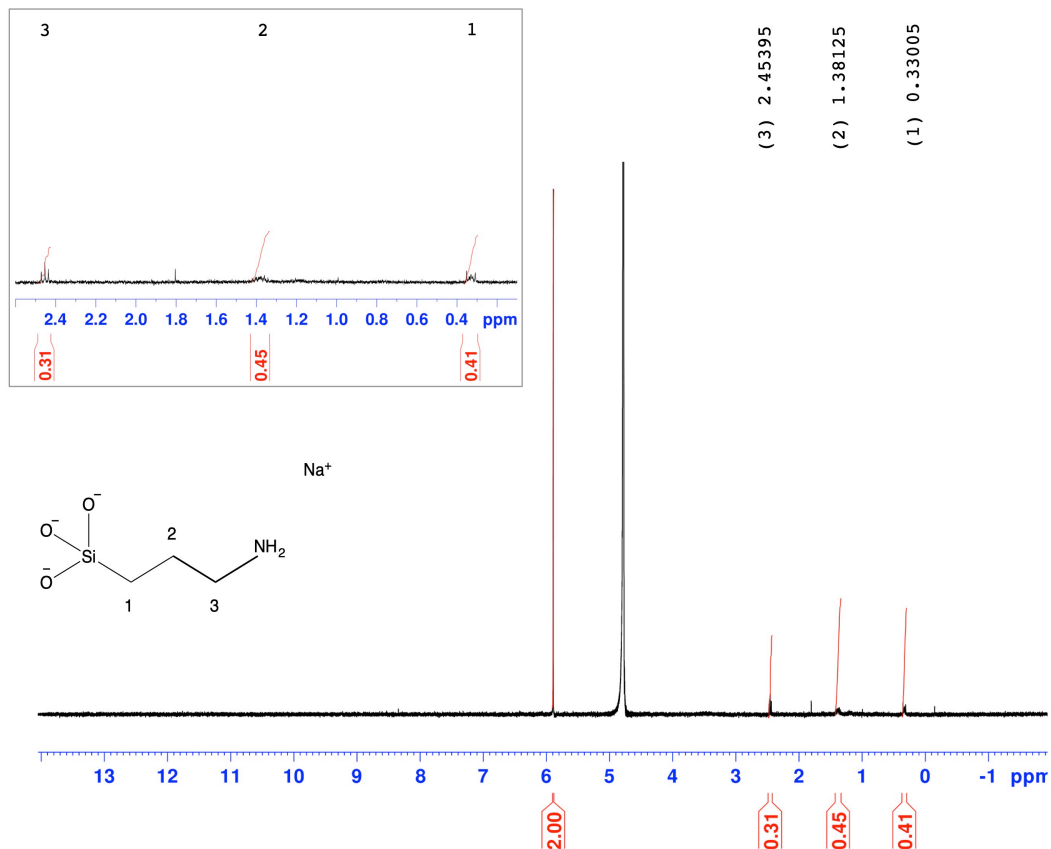 3 2 1
2.4 2.2 2.0 1.8 1.6 1.4 1.2 1.0 0.8 0.6 0.4 ppm
0.31 0.45 0.41
(3) 2.45395
(2) 1.38125
(1) 0.33005
Na+
O−
O− 2
Si NH2
O−
1 3
13 12 11 10 9 8 7 6 5 4 3 2 1 0 -1 ppm
2.00 0.31 0.45 0.41